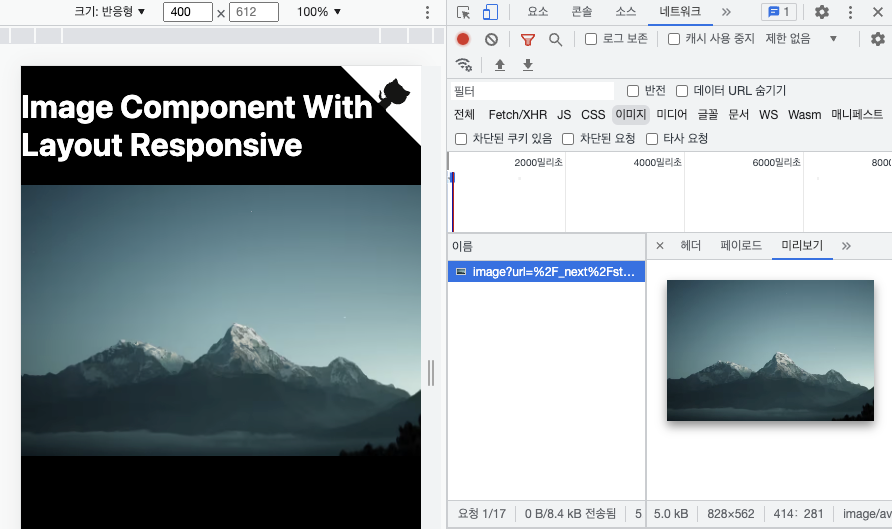 크기: 반응형 ▼ 400 × 612 100% ▼
Image Component With
Layout Responsive
요소 콘솔 소스 네트워크 » 1
로그 보존 캐시 사용 중지 제한 없음 ▼
필터 반전 데이터 URL 숨기기
전체 Fetch/XHR JS CSS 이미지 미디어 글꼴 문서 WS Wasm 매니페스트
차단된 쿠키 있음 차단된 요청 타사 요청
2000밀리초 4000밀리초 6000밀리초 8000
이름
× 헤더 페이로드 미리보기 »
image?url=%2F_next%2Fst…
요청 1/17 0 B/8.4 kB 전송됨 5
5.0 kB 828×562 414: 281 image/av